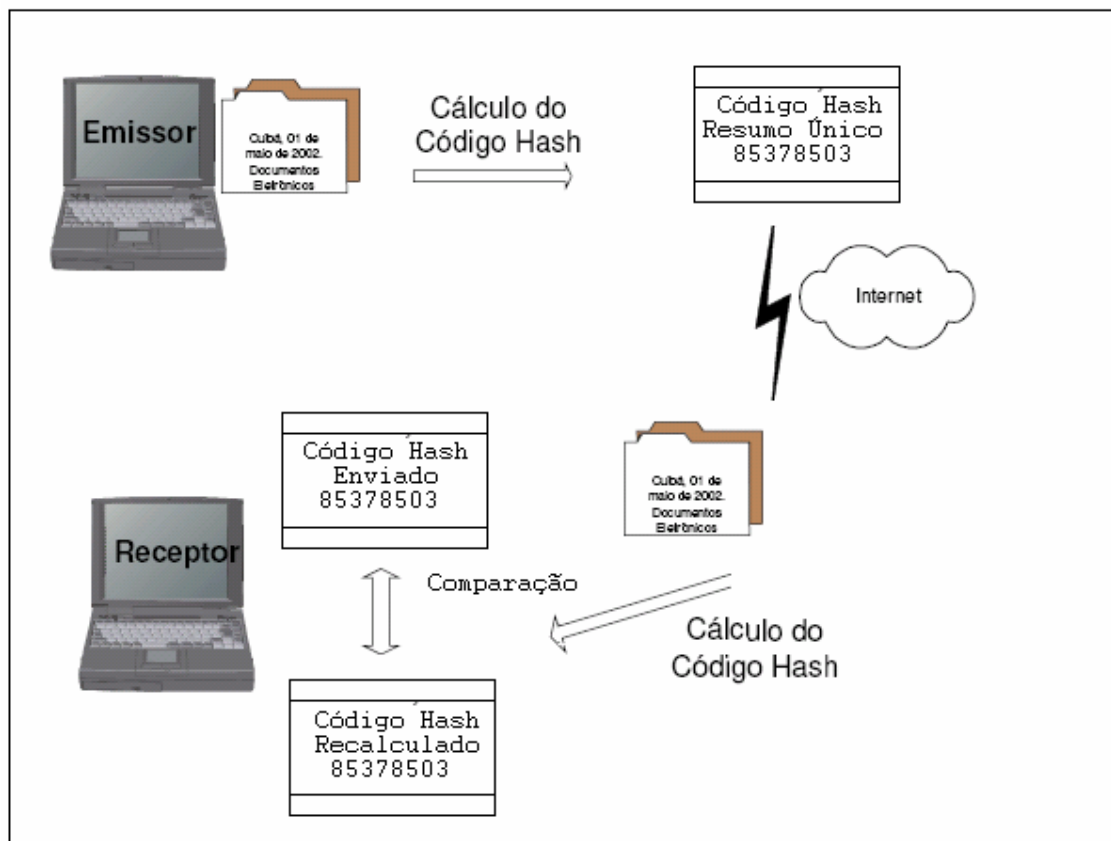 Emissor
Cuibá, 01 de
maio de 2002.
Documentos
Eletrônicos
Cálculo do
Código Hash
Código Hash
Resumo Único
85378503
Internet
Código Hash
Enviado
85378503
Cuibá, 01 de
maio de 2002.
Documentos
Eletrônicos
Receptor
Comparação
Cálculo do
Código Hash
Código Hash
Recalculado
85378503